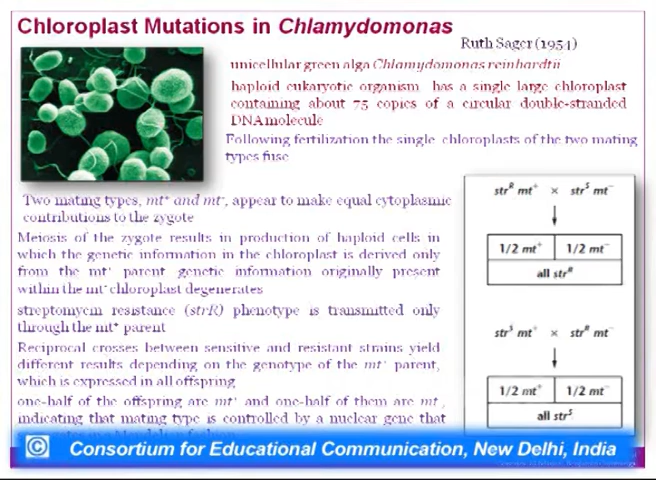 Chloroplast Mutations in Chlamydomonas
Ruth Sager (1954)
unicellular green alga Chlamydomonas reinhardtii
haploid eukaryotic organism has a single large chloroplast
containing about 75 copies of a circular double-stranded
DNA molecule
Following fertilization the single chloroplasts of the two mating
types fuse
Two mating types, mt⁺ and mt⁻, appear to make equal cytoplasmic
contributions to the zygote
Meiosis of the zygote results in production of haploid cells in
which the genetic information in the chloroplast is derived only
from the mt⁺ parent genetic information originally present
within the mt⁻ chloroplast degenerates
streptomycin resistance (strR) phenotype is transmitted only
through the mt⁺ parent
Reciprocal crosses between sensitive and resistant strains yield
different results depending on the genotype of the mt⁺ parent,
which is expressed in all offspring
one-half of the offspring are mt⁺ and one-half of them are mt⁻,
indicating that mating type is controlled by a nuclear gene that
strᴿ mt⁺ × strˢ mt⁻
1/2 mt⁺ 1/2 mt⁻
all strᴿ
strˢ mt⁺ × strᴿ mt⁻
1/2 mt⁺ 1/2 mt⁻
all strˢ
© Consortium for Educational Communication, New Delhi, India